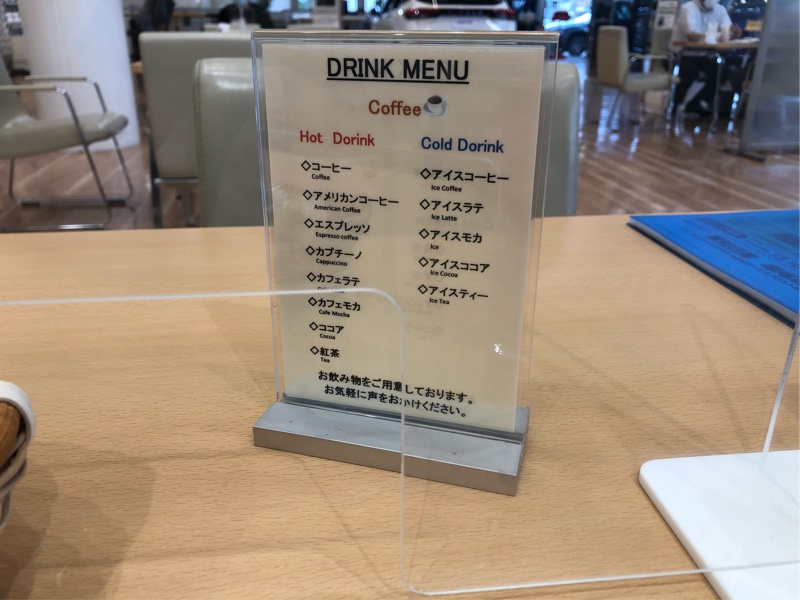 DRINK MENU
Coffee
Hot Dorink
◇コーヒー
Coffee
◇アメリカンコーヒー
American Coffee
◇エスプレッソ
Espresso coffee
◇カプチーノ
Cappuccino
◇カフェラテ
◇カフェモカ
Cafe Mocha
◇ココア
Cocoa
◇紅茶
Tea
Cold Dorink
◇アイスコーヒー
Ice Coffee
◇アイスラテ
Ice Latte
◇アイスモカ
Ice
◇アイスココア
Ice Cocoa
◇アイスティー
Ice Tea
お飲み物をご用意しております。
お気軽に声をおかけください。